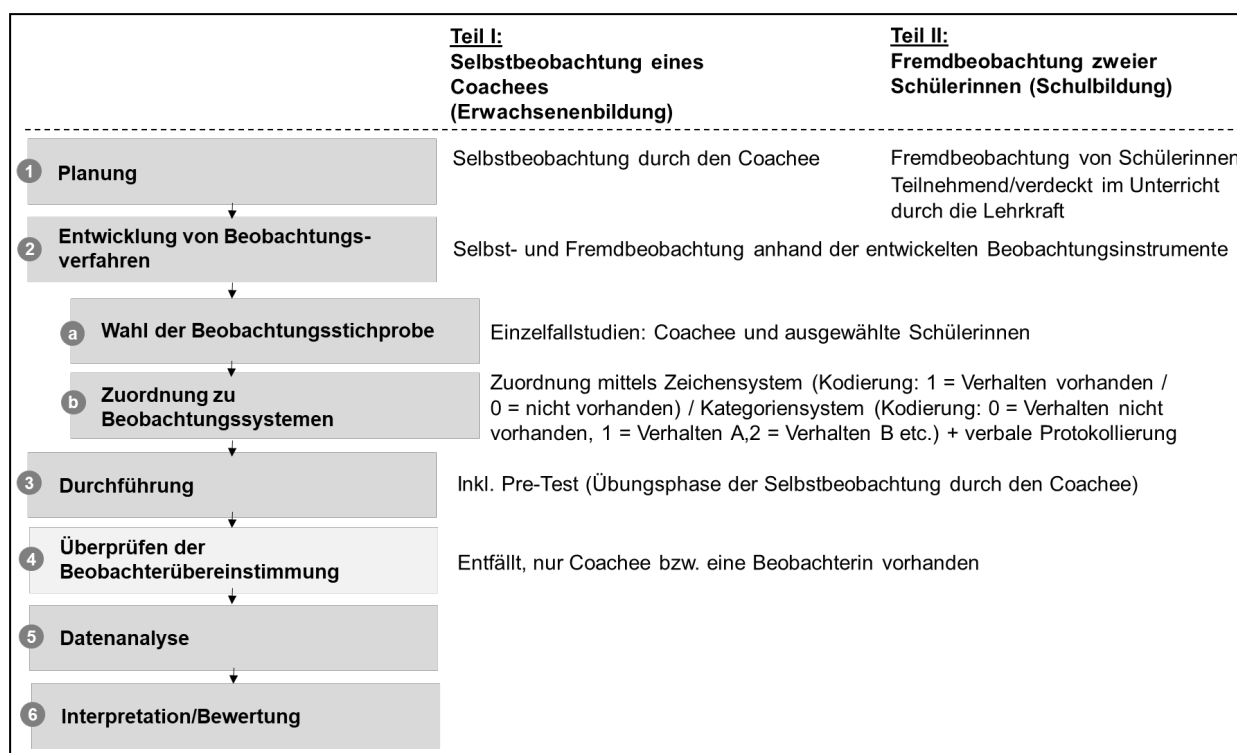 Teil I:
Selbstbeobachtung eines
Coachees
(Erwachsenenbildung)
Teil II:
Fremdbeobachtung zweier
Schülerinnen (Schulbildung)
1
Planung
Selbstbeobachtung durch den Coachee
Fremdbeobachtung von Schülerinnen
Teilnehmend/verdeckt im Unterricht
durch die Lehrkraft
2
Entwicklung von Beobachtungs-
verfahren
Selbst- und Fremdbeobachtung anhand der entwickelten Beobachtungsinstrumente
a
Wahl der Beobachtungsstichprobe
Einzelfallstudien: Coachee und ausgewählte Schülerinnen
b
Zuordnung zu
Beobachtungssystemen
Zuordnung mittels Zeichensystem (Kodierung: 1 = Verhalten vorhanden /
0 = nicht vorhanden) / Kategoriensystem (Kodierung: 0 = Verhalten nicht
vorhanden, 1 = Verhalten A,2 = Verhalten B etc.) + verbale Protokollierung
3
Durchführung
Inkl. Pre-Test (Übungsphase der Selbstbeobachtung durch den Coachee)
4
Überprüfen der
Beobachterübereinstimmung
Entfällt, nur Coachee bzw. eine Beobachterin vorhanden
5
Datenanalyse
6
Interpretation/Bewertung